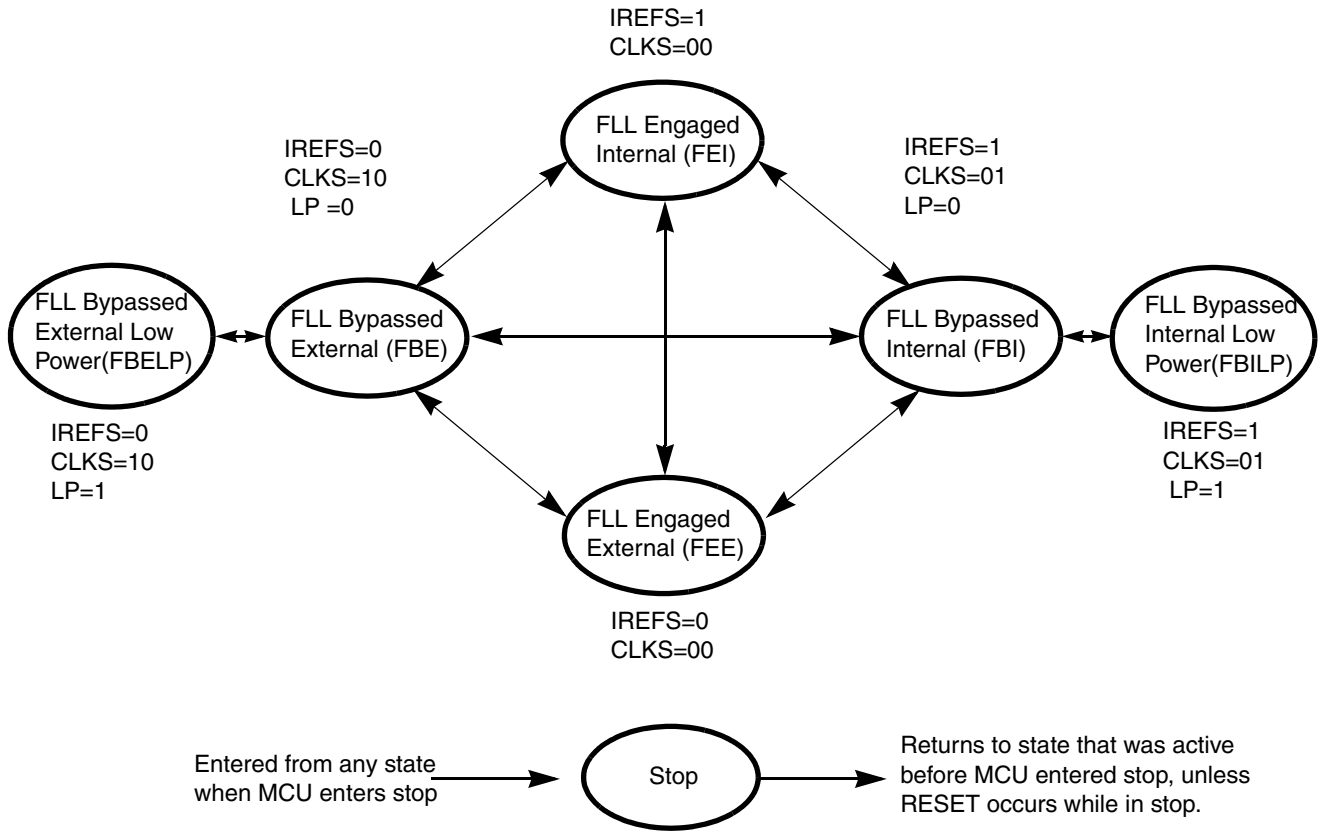 IREFS=1
CLKS=00
FLL Engaged
Internal (FEI)
IREFS=0
CLKS=10
LP =0
IREFS=1
CLKS=01
LP=0
FLL Bypassed
External Low
Power(FBELP)
FLL Bypassed
External (FBE)
FLL Bypassed
Internal (FBI)
FLL Bypassed
Internal Low
Power(FBILP)
IREFS=0
CLKS=10
LP=1
IREFS=1
CLKS=01
LP=1
FLL Engaged
External (FEE)
IREFS=0
CLKS=00
Entered from any state
when MCU enters stop
Stop
Returns to state that was active
before MCU entered stop, unless
RESET occurs while in stop.